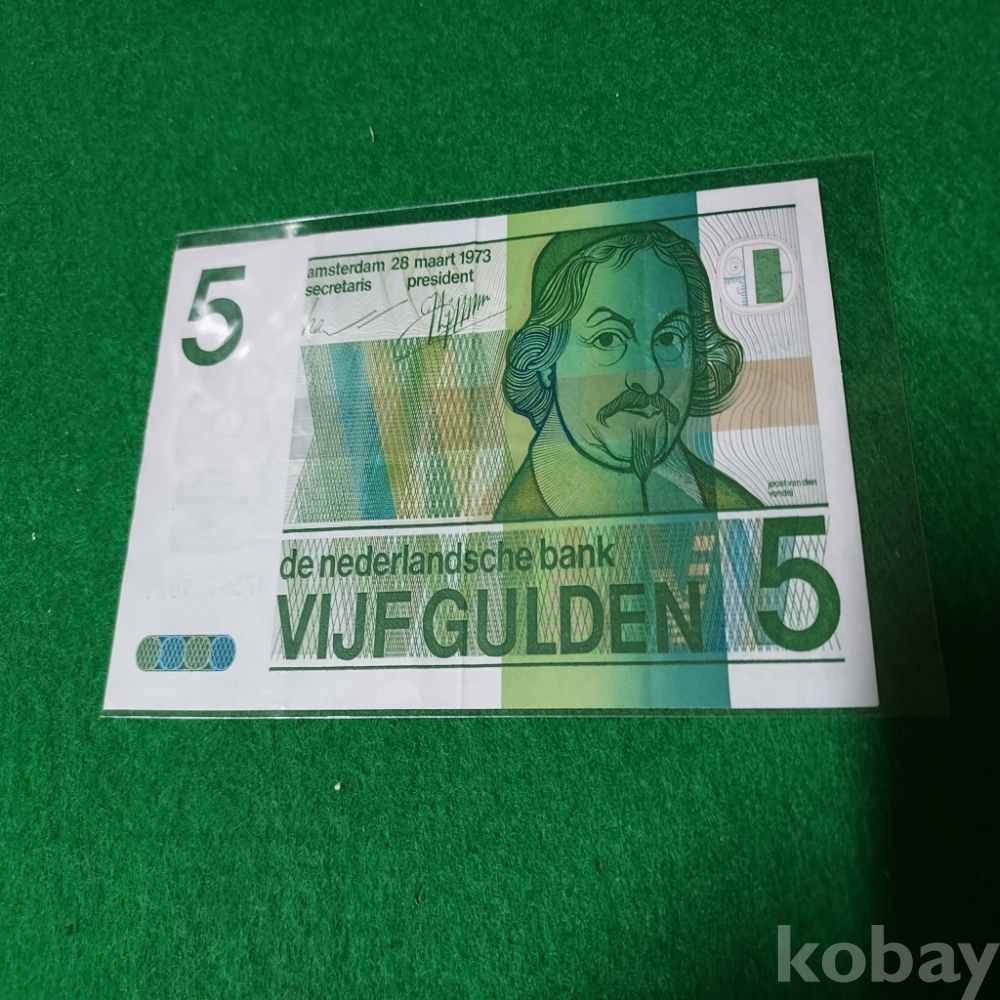 5
amsterdam 28 maart 1973
secretaris president
joost van den
vondel
de nederlandsche bank
VIJF GULDEN 5
kobay